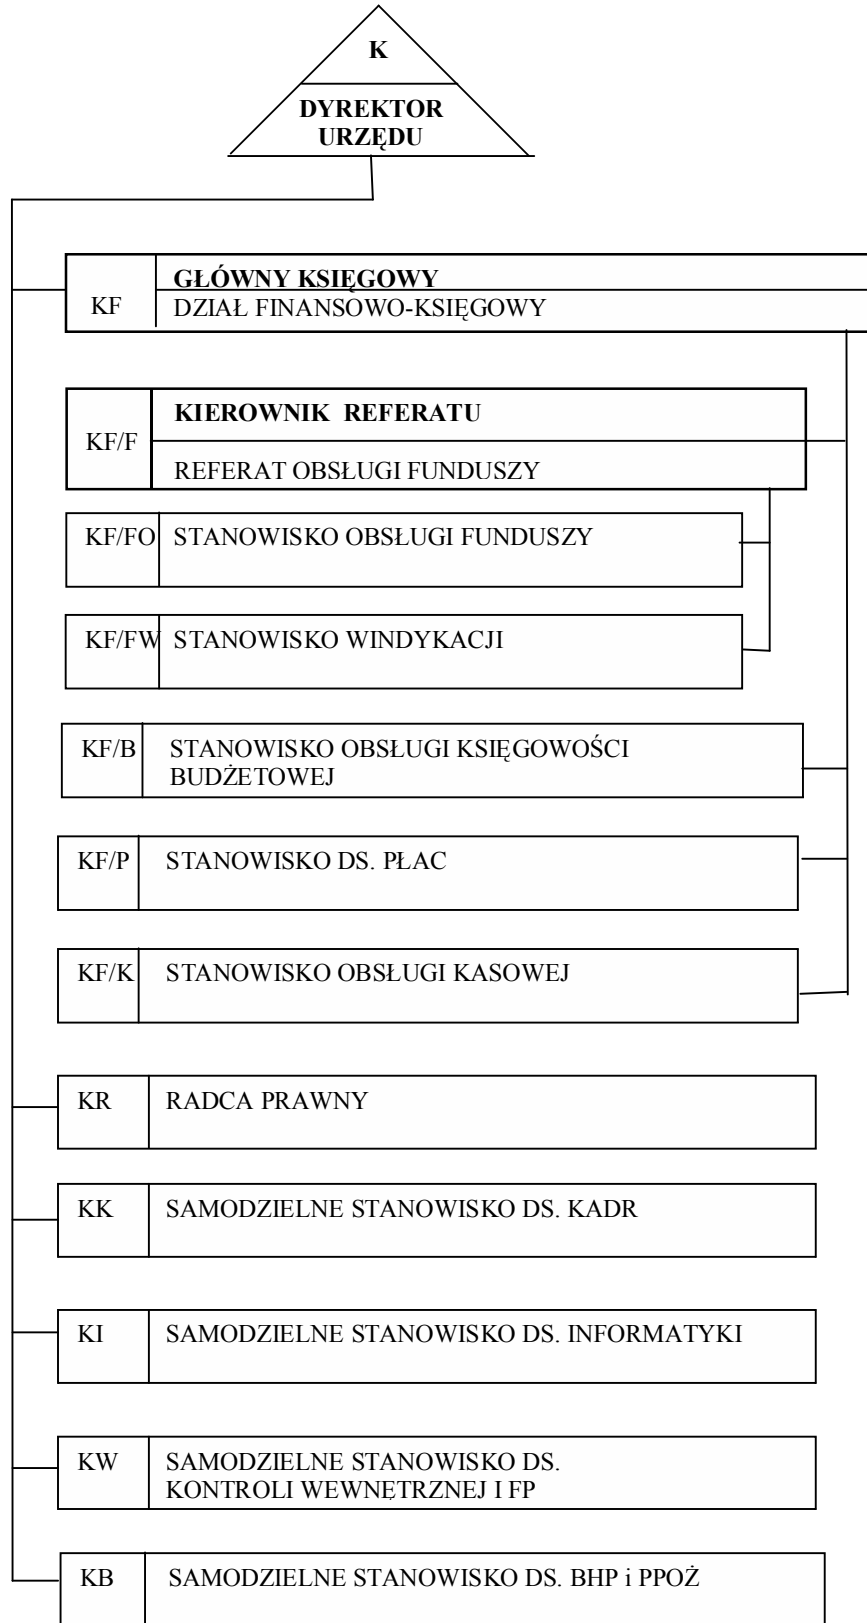 K
DYREKTOR
URZĘDU
GŁÓWNY KSIĘGOWY
KF
DZIAŁ FINANSOWO-KSIĘGOWY
KIEROWNIK REFERATU
KF/F
REFERAT OBSŁUGI FUNDUSZY
KF/FO STANOWISKO OBSŁUGI FUNDUSZY
KF/FW STANOWISKO WINDYKACJI
KF/B STANOWISKO OBSŁUGI KSIĘGOWOŚCI
BUDŻETOWEJ
KF/P STANOWISKO DS. PŁAC
KF/K STANOWISKO OBSŁUGI KASOWEJ
KR RADCA PRAWNY
KK SAMODZIELNE STANOWISKO DS. KADR
KI SAMODZIELNE STANOWISKO DS. INFORMATYKI
KW SAMODZIELNE STANOWISKO DS.
KONTROLI WEWNĘTRZNEJ I FP
KB SAMODZIELNE STANOWISKO DS. BHP i PPOŻ